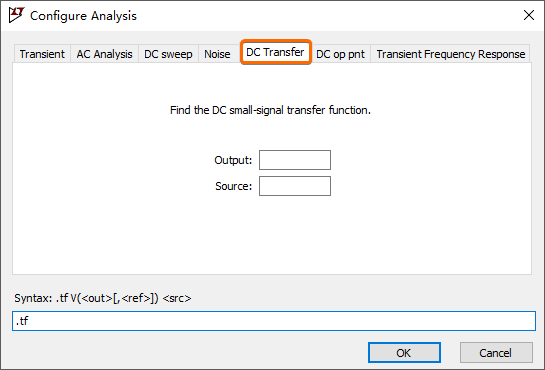 Configure Analysis
Transient AC Analysis DC sweep Noise DC Transfer DC op pnt Transient Frequency Response
Find the DC small-signal transfer function.
Output:
Source:
Syntax: .tf V(<out>[,<ref>]) <src>
.tf
OK Cancel